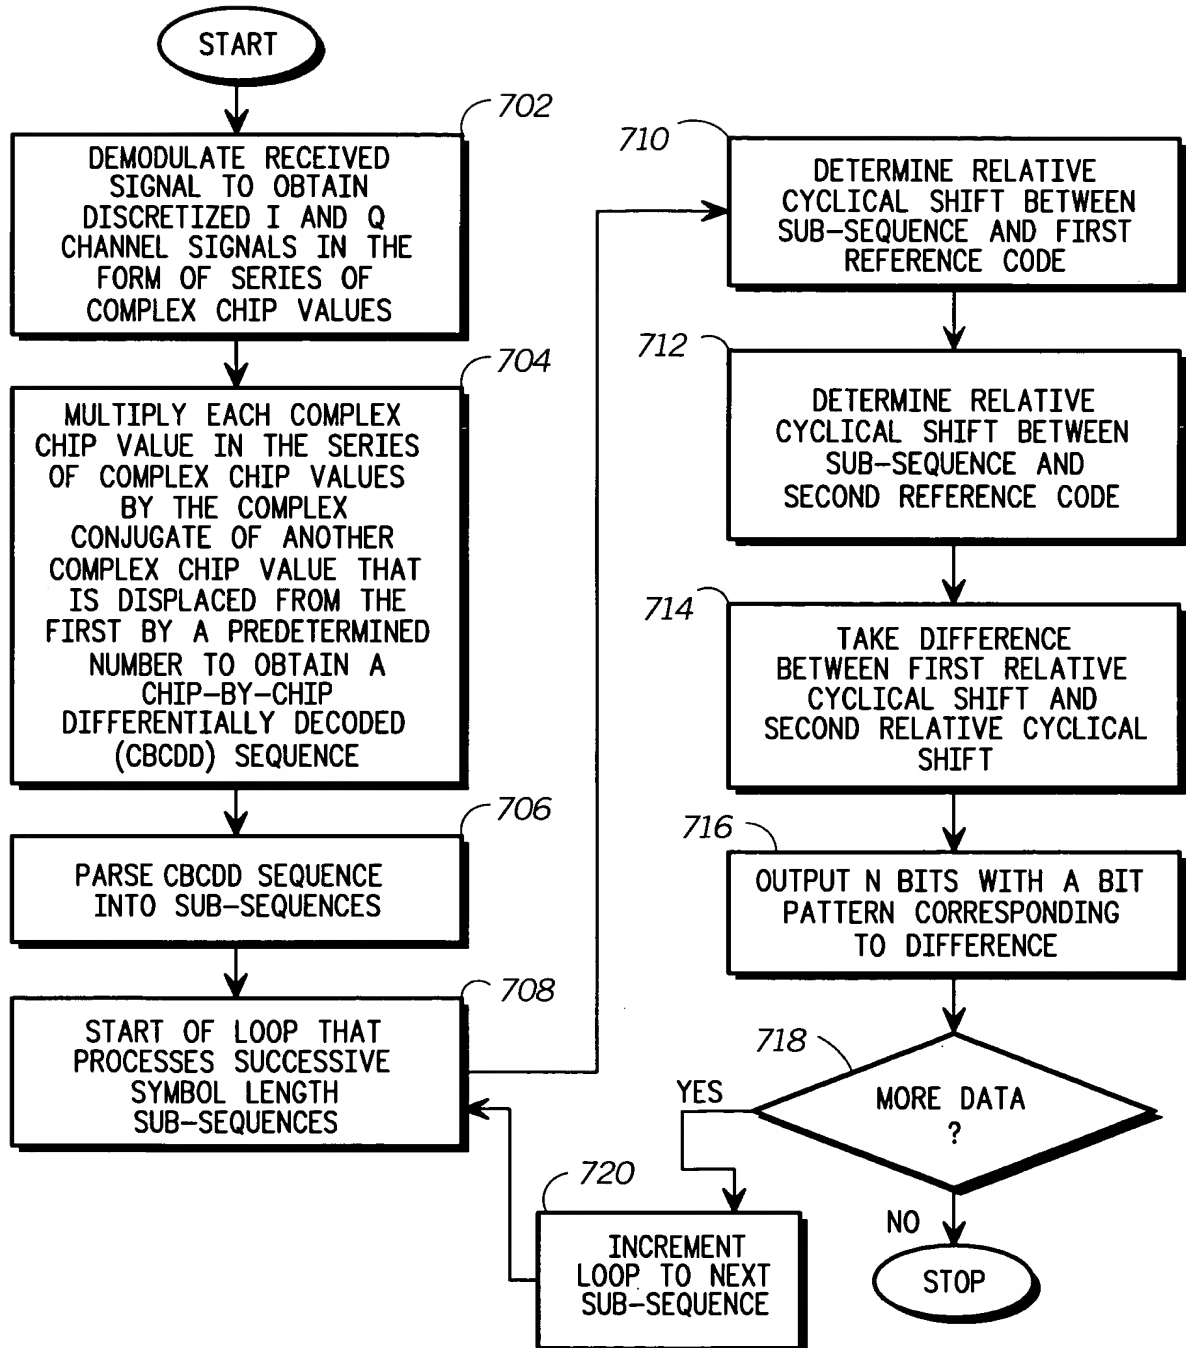 START
702
DEMODULATE RECEIVED
SIGNAL TO OBTAIN
DISCRETIZED I AND Q
CHANNEL SIGNALS IN THE
FORM OF SERIES OF
COMPLEX CHIP VALUES
704
MULTIPLY EACH COMPLEX
CHIP VALUE IN THE SERIES
OF COMPLEX CHIP VALUES
BY THE COMPLEX
CONJUGATE OF ANOTHER
COMPLEX CHIP VALUE THAT
IS DISPLACED FROM THE
FIRST BY A PREDETERMINED
NUMBER TO OBTAIN A
CHIP-BY-CHIP
DIFFERENTIALLY DECODED
(CBCDD) SEQUENCE
706
PARSE CBCDD SEQUENCE
INTO SUB-SEQUENCES
708
START OF LOOP THAT
PROCESSES SUCCESSIVE
SYMBOL LENGTH
SUB-SEQUENCES
710
DETERMINE RELATIVE
CYCLICAL SHIFT BETWEEN
SUB-SEQUENCE AND FIRST
REFERENCE CODE
712
DETERMINE RELATIVE
CYCLICAL SHIFT BETWEEN
SUB-SEQUENCE AND
SECOND REFERENCE CODE
714
TAKE DIFFERENCE
BETWEEN FIRST RELATIVE
CYCLICAL SHIFT AND
SECOND RELATIVE CYCLICAL
SHIFT
716
OUTPUT N BITS WITH A BIT
PATTERN CORRESPONDING
TO DIFFERENCE
718
MORE DATA
?
YES
720
INCREMENT
LOOP TO NEXT
SUB-SEQUENCE
NO
STOP